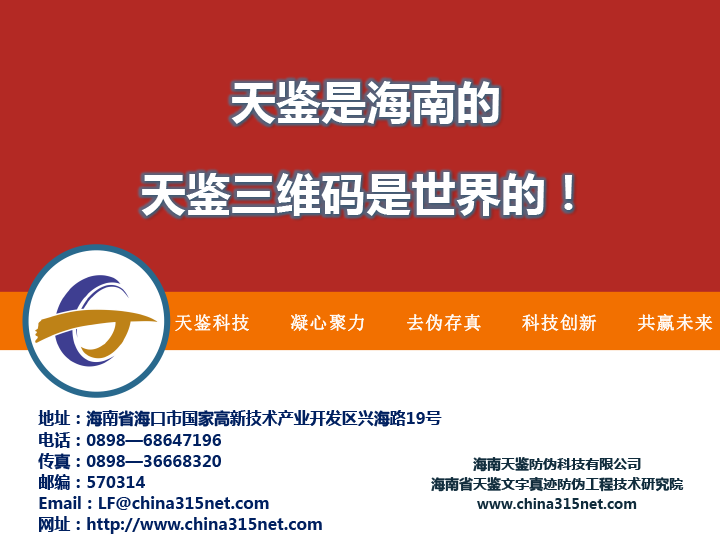 天鉴是海南的
天鉴三维码是世界的！
天鉴科技 凝心聚力 去伪存真 科技创新 共赢未来
地址：海南省海口市国家高新技术产业开发区兴海路19号
电话：0898—68647196
传真：0898—36668320
邮编：570314
Email：LF@china315net.com
网址：http://www.china315net.com
海南天鉴防伪科技有限公司
海南省天鉴文字真迹防伪工程技术研究院
www.china315net.com